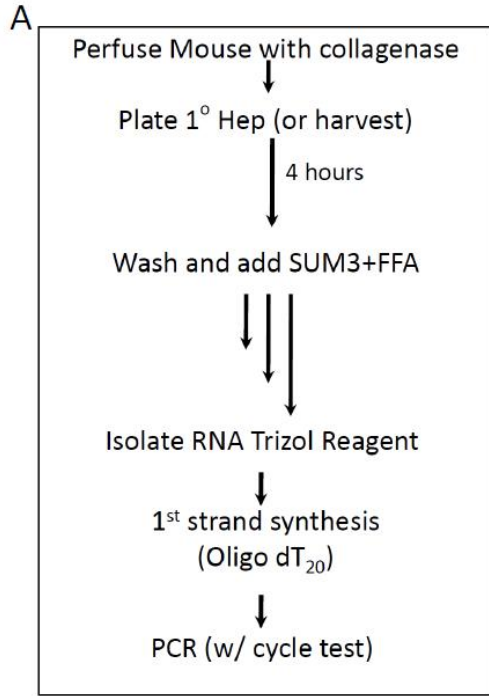 A
Perfuse Mouse with collagenase
Plate 1° Hep (or harvest)
4 hours
Wash and add SUM3+FFA
Isolate RNA Trizol Reagent
1st strand synthesis
(Oligo dT20)
PCR (w/ cycle test)